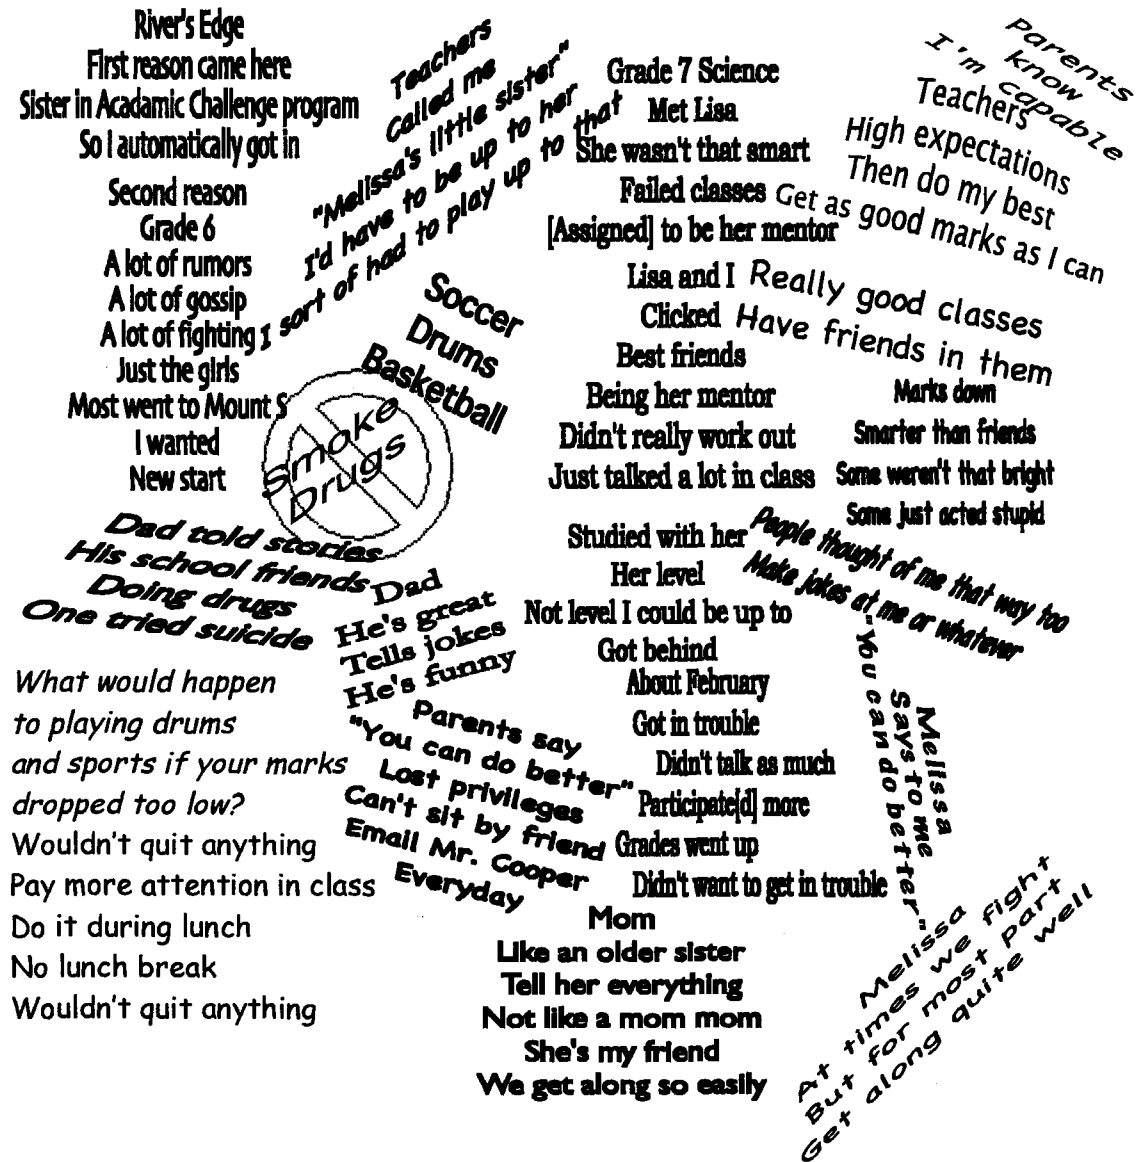 River's Edge
First reason came here
Sister in Acadamic Challenge program
So I automatically got in
Second reason
Grade 6
A lot of rumors
A lot of gossip
A lot of fighting
Just the girls
Most went to Mount S
I wanted
New start
Teachers
Called me
"Melissa's little sister"
I'd have to be up to her
I sort of had to play up to that
Soccer
Drums
Basketball
Smoke
Drugs
Grade 7 Science
Met Lisa
She wasn't that smart
Failed classes
[Assigned] to be her mentor
Lisa and I
Clicked
Best friends
Being her mentor
Didn't really work out
Just talked a lot in class
Studied with her
Her level
Not level I could be up to
Got behind
About February
Got in trouble
Didn't talk as much
Participate[d] more
Grades went up
Didn't want to get in trouble
Parents
know
I'm capable
Teachers
High expectations
Then do my best
Get as good marks as I can
Really good classes
Have friends in them
Marks down
Smarter than friends
Some weren't that bright
Some just acted stupid
People thought of me that way too
Make jokes at me or whatever
Melissa
Says to me
"You can do better"
Dad told stories
His school friends
Doing drugs
One tried suicide
Dad
He's great
Tells jokes
He's funny
What would happen
to playing drums
and sports if your marks
dropped too low?
Wouldn't quit anything
Pay more attention in class
Do it during lunch
No lunch break
Wouldn't quit anything
Parents say
"You can do better"
Lost privileges
Can't sit by friend
Email Mr. Cooper
Everyday
Mom
Like an older sister
Tell her everything
Not like a mom mom
She's my friend
We get along so easily
Melissa
At times we fight
But for most part
Get along quite well